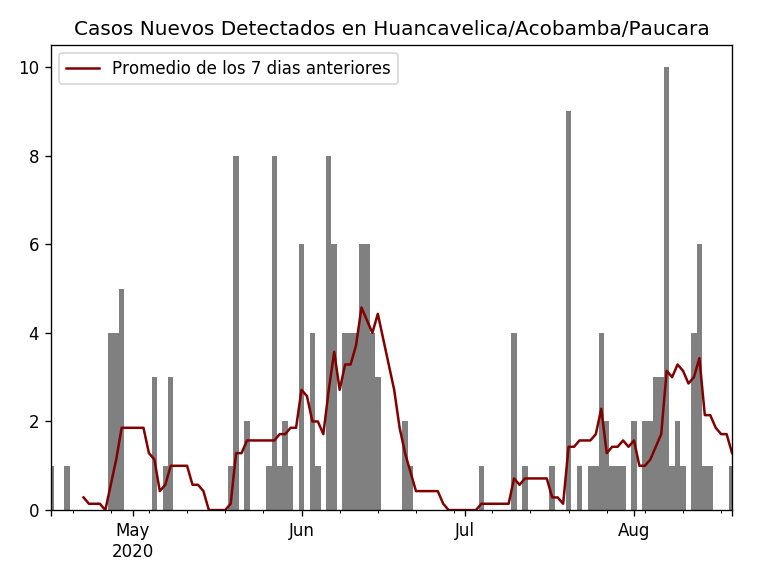 Casos Nuevos Detectados en Huancavelica/Acobamba/Paucara
Promedio de los 7 dias anteriores
10
8
6
4
2
0
May Jun Jul Aug
2020